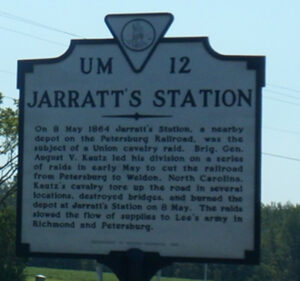 UM 12
JARRATT'S STATION
On 8 May 1864 Jarratt's Station, a nearby
depot on the Petersburg Railroad, was the
subject of a Union cavalry raid. Brig. Gen.
August V. Kautz led his division on a series
of raids in early May to cut the railroad
from Petersburg to Weldon, North Carolina.
Kautz's cavalry tore up the road in several
locations, destroyed bridges, and burned the
depot at Jarratt's Station on 8 May. The raids
slowed the flow of supplies to Lee's army in
Richmond and Petersburg.